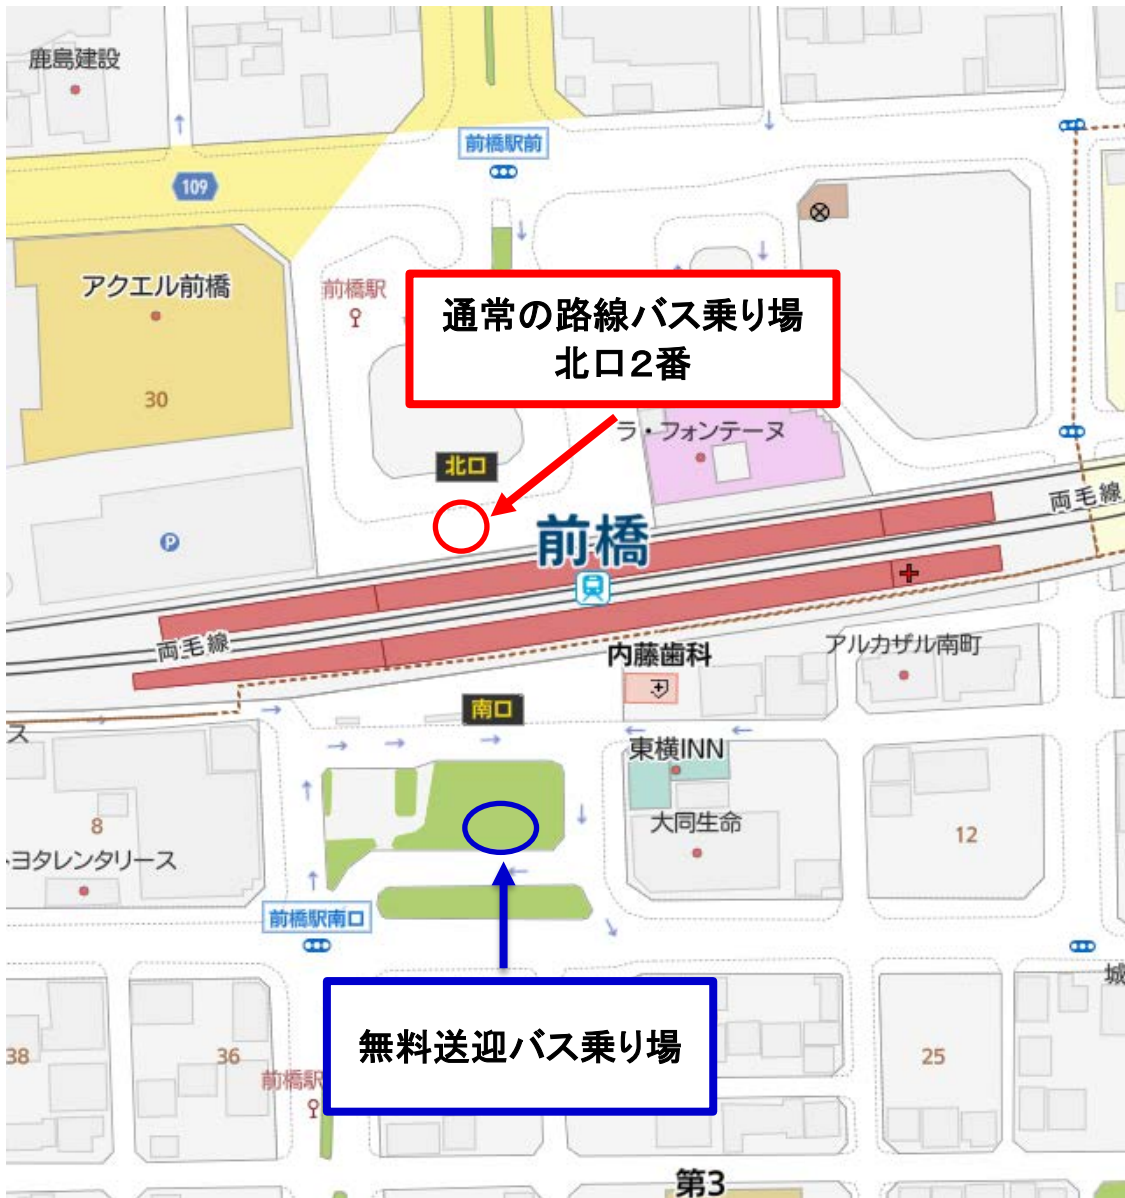 鹿島建設
前橋駅前
109
アクエル前橋
前橋駅
30
通常の路線バス乗り場
北口2番
ラ・フォンテーヌ
北口
P
前橋
両毛線
両毛線
内藤歯科
アルカザル南町
南口
ス
東横INN
8
大同生命
12
トヨタレンタリース
前橋駅南口
城
無料送迎バス乗り場
38
36
25
前橋駅
第3